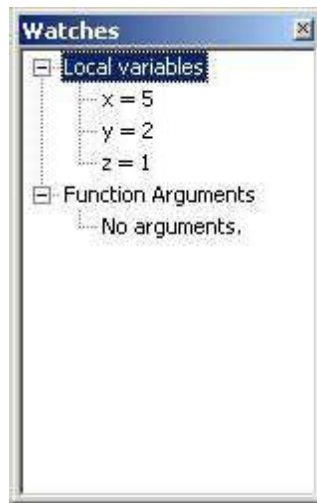 Watches
Local variables
x = 5
y = 2
z = 1
Function Arguments
No arguments.